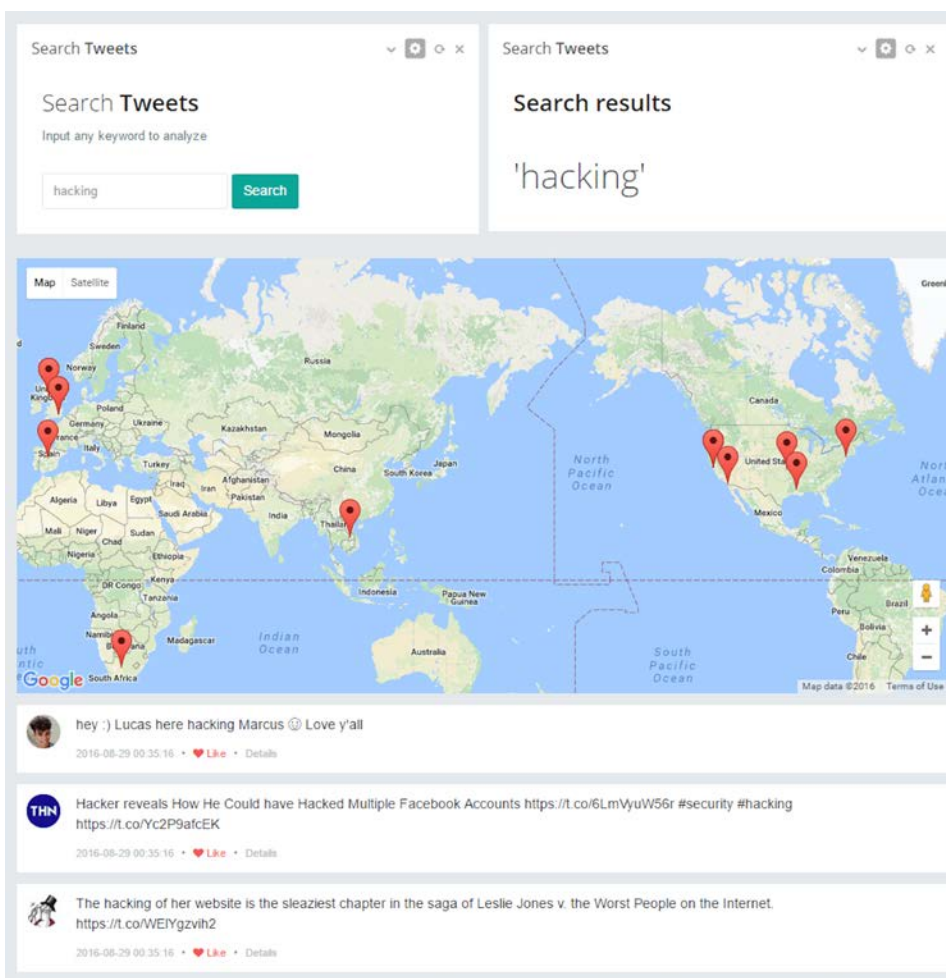 Search Tweets
Search Tweets
Input any keyword to analyze
hacking
Search
Search Tweets
Search results
'hacking'
Map
Satellite
Finland
Sweden
Norway
Russia
Poland
Germany
Ukraine
Kazakhstan
Mongolia
Spain
Italy
Turkey
China
South Korea
Japan
Afghanistan
Iraq
Iran
Pakistan
Algeria
Libya
Egypt
Saudi Arabia
India
Mali
Niger
Chad
Sudan
Nigeria
Ethiopia
DR Congo
Kenya
Tanzania
Indonesia
Papua New
Guinea
Angola
Madagascar
Indian
Ocean
Australia
South Africa
Google
North
Pacific
Ocean
South
Pacific
Ocean
Canada
United Sta
Mexico
Venezuela
Colombia
Peru
Brazil
Bolivia
Chile
Map data ©2016
Terms of Use
hey :) Lucas here hacking Marcus ☺ Love y'all
2016-08-29 00:35:16 • ♥ Like • Details
THN
Hacker reveals How He Could have Hacked Multiple Facebook Accounts https://t.co/6LmVyuW56r #security #hacking
https://t.co/Yc2P9afcEK
2016-08-29 00:35:16 • ♥ Like • Details
The hacking of her website is the sleaziest chapter in the saga of Leslie Jones v. the Worst People on the Internet.
https://t.co/WElYgzvih2
2016-08-29 00:35:16 • ♥ Like • Details